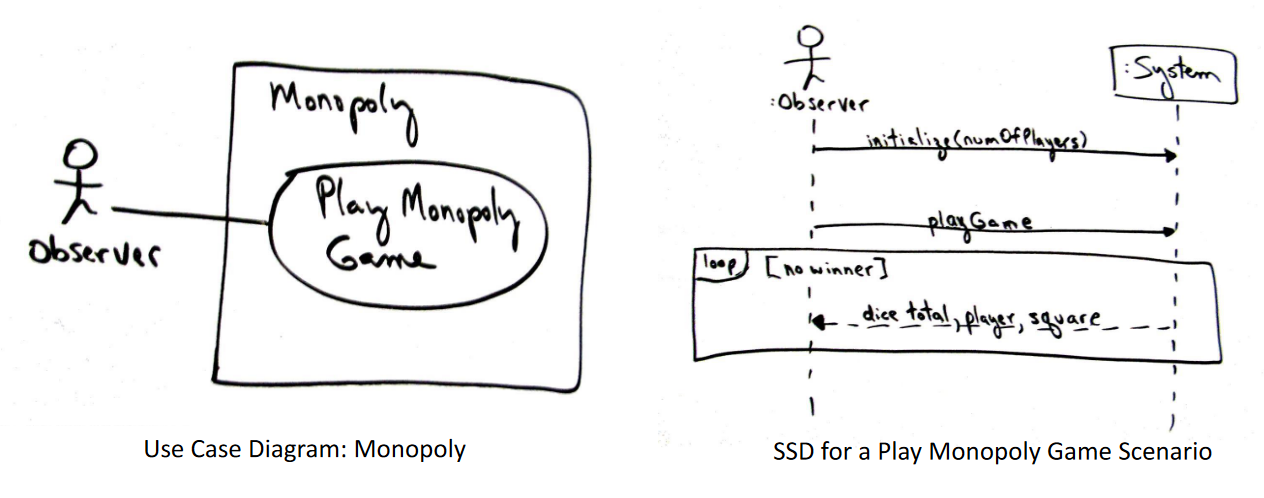 Monopoly
Play Monopoly
Game
Observer
Use Case Diagram: Monopoly
:Observer
:System
initialize(numOfPlayers)
playGame
loop
[no winner]
dice total, player, square
SSD for a Play Monopoly Game Scenario